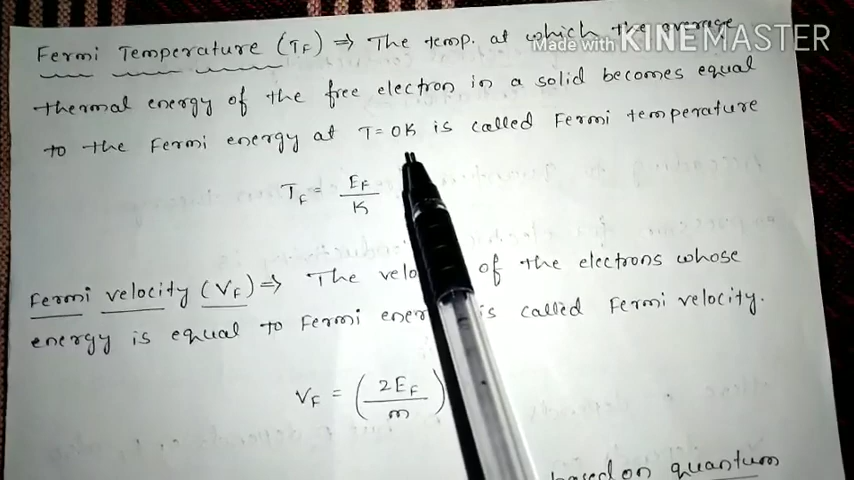 Made with KINEMASTER
Fermi Temperature (TF) ⇒ The temp. at which the average
thermal energy of the free electron in a solid becomes equal
to the Fermi energy at T=0K is called Fermi temperature
TF = EF / K
Fermi velocity (VF) ⇒ The of the electrons whose
energy is equal to Fermi is called Fermi velocity.
VF = (2EF / m)
based on quantum